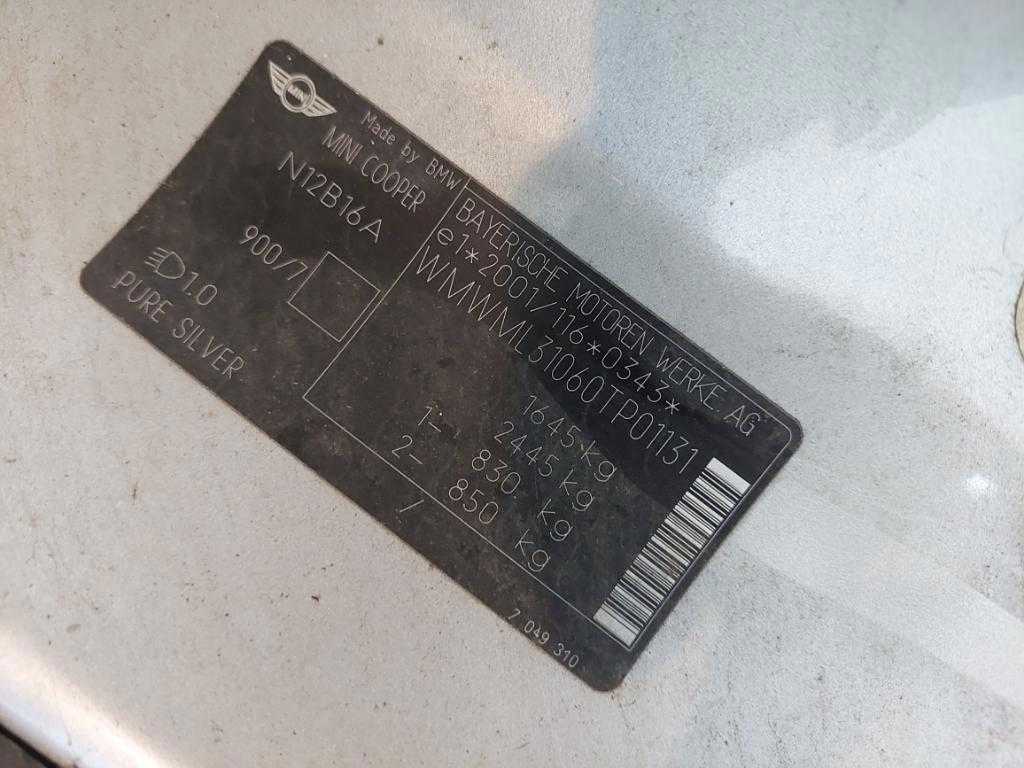 MINI
Made by BMW
MINI COOPER
N12B16A
900/7
1.0
PURE SILVER
BAYERISCHE MOTOREN WERKE AG
e1*2001/116*0343*
WMWML31060TP01131
1645 kg
2445 kg
1- 830 kg
2- 850 kg
/
7 049 310